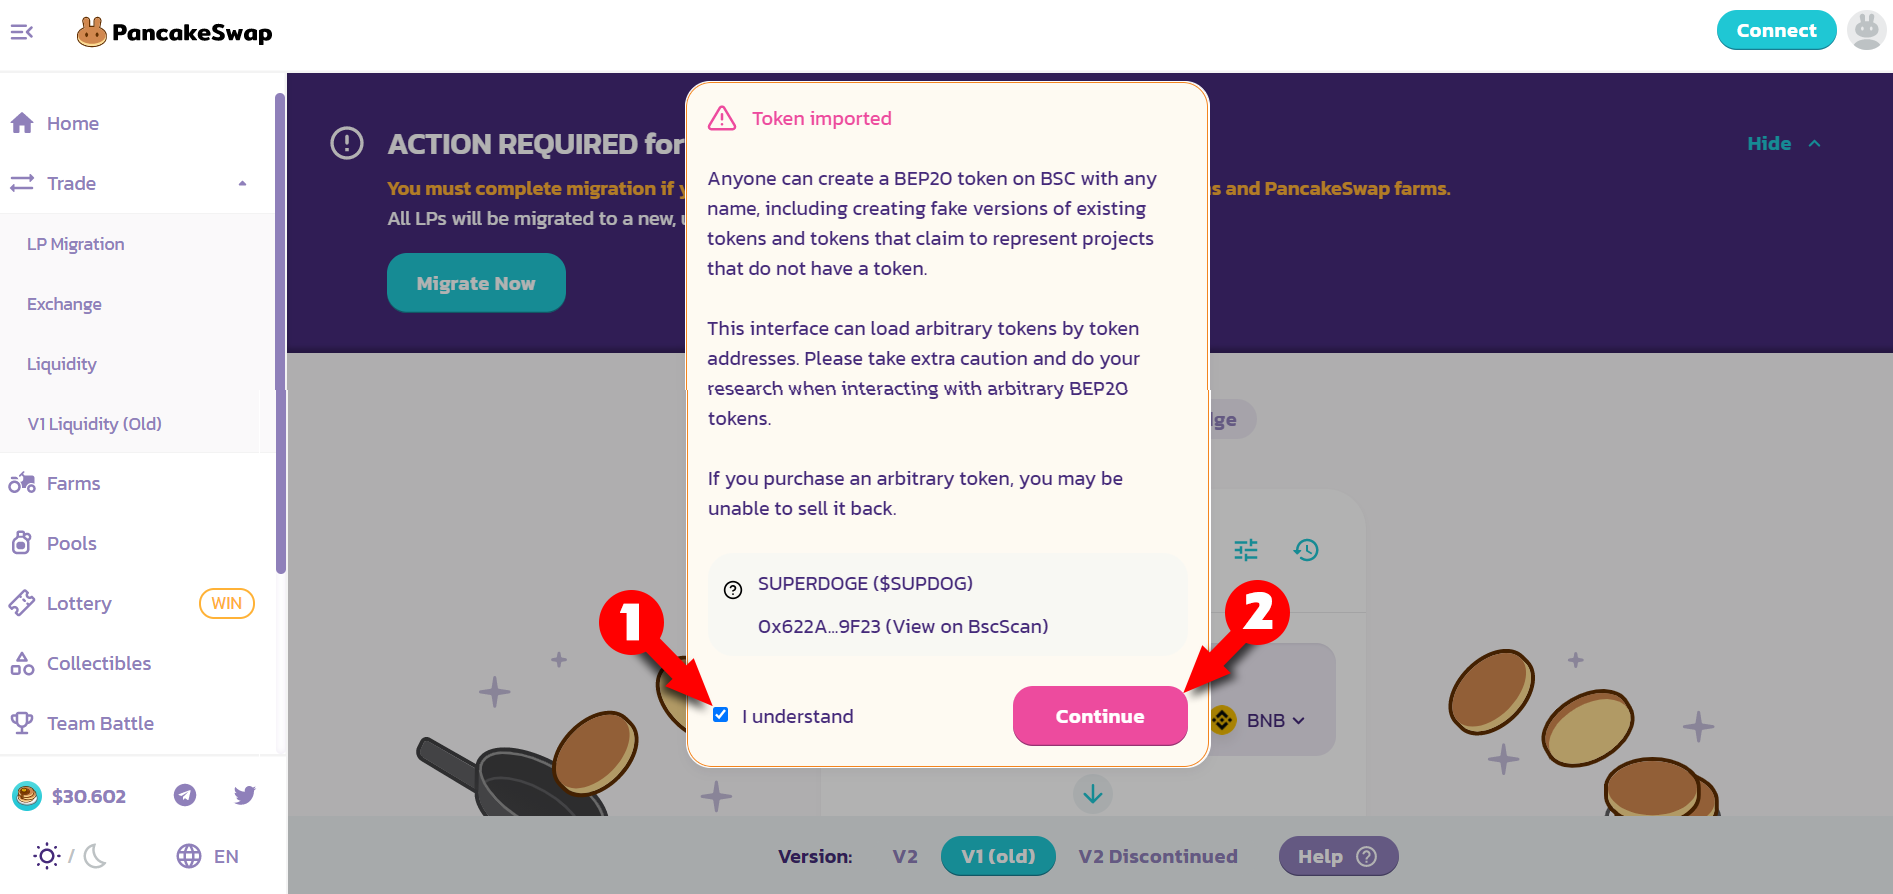 PancakeSwap
Connect
Home
Trade
LP Migration
Exchange
Liquidity
V1 Liquidity (Old)
Farms
Pools
Lottery
WIN
Collectibles
Team Battle
$30.602
/
EN
ACTION REQUIRED for
Hide
You must complete migration if
s and PancakeSwap farms.
All LPs will be migrated to a new,
Migrate Now
Token imported
Anyone can create a BEP20 token on BSC with any
name, including creating fake versions of existing
tokens and tokens that claim to represent projects
that do not have a token.
This interface can load arbitrary tokens by token
addresses. Please take extra caution and do your
research when interacting with arbitrary BEP20
tokens.
If you purchase an arbitrary token, you may be
unable to sell it back.
SUPERDOGE ($SUPDOG)
0x622A...9F23 (View on BscScan)
1
2
I understand
Continue
BNB
Version:
V2
V1 (old)
V2 Discontinued
Help